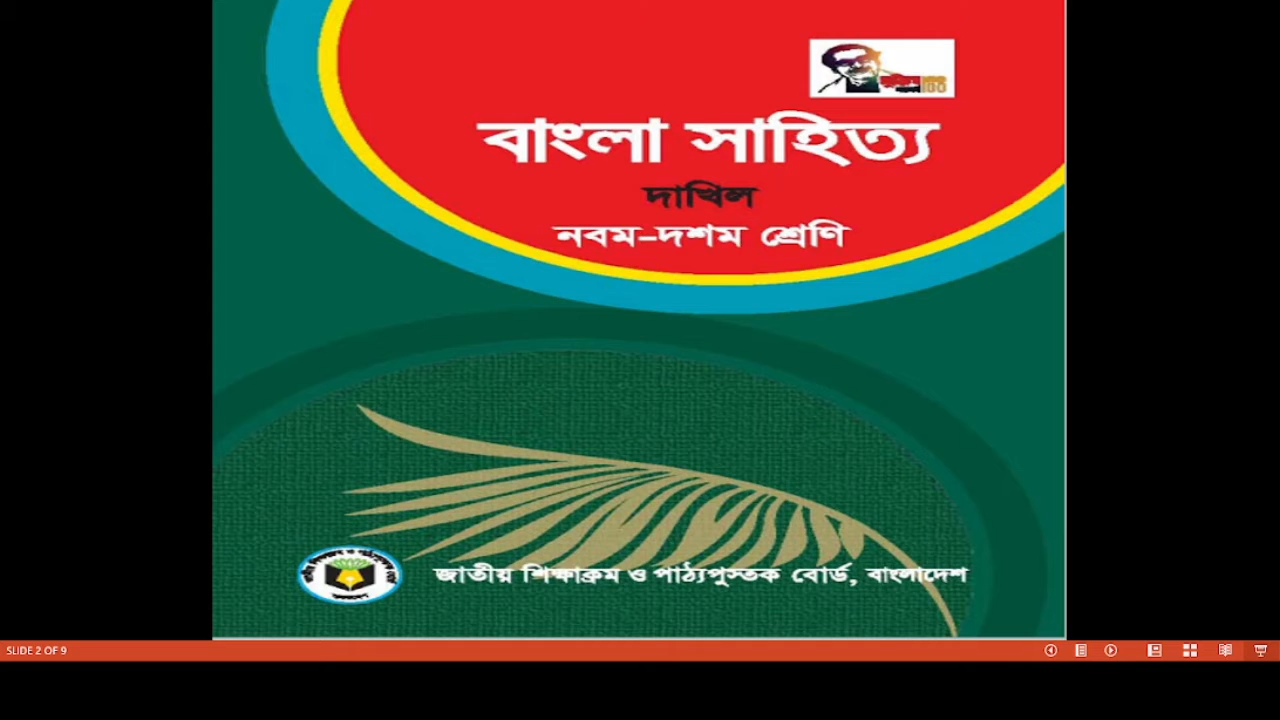 বাংলা সাহিত্য
দাখিল
নবম-দশম শ্রেণি
জাতীয় শিক্ষাক্রম ও পাঠ্যপুস্তক বোর্ড, বাংলাদেশ
SLIDE 2 OF 9